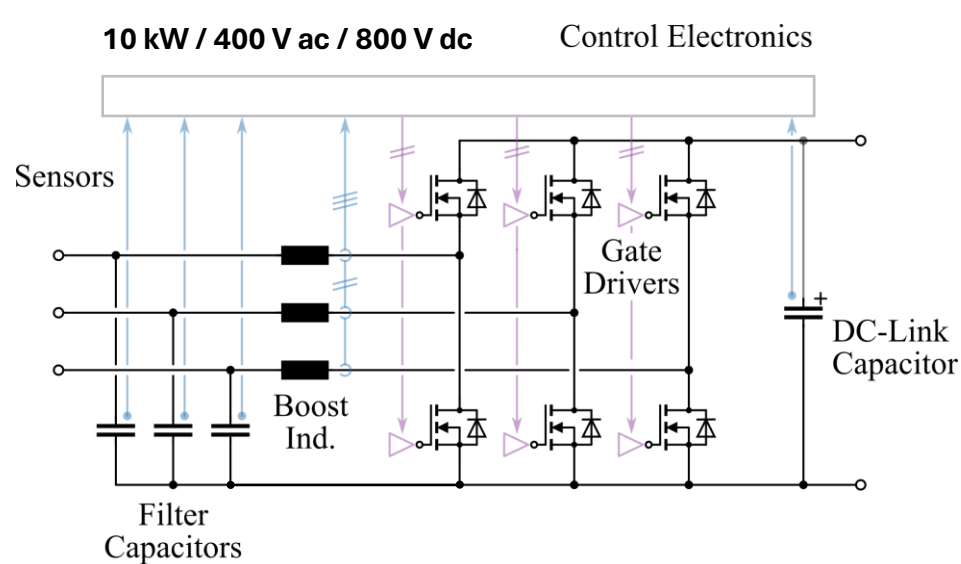 10 kW / 400 V ac / 800 V dc
Control Electronics
Sensors
Gate
Drivers
+
DC-Link
Capacitor
Boost
Ind.
Filter
Capacitors